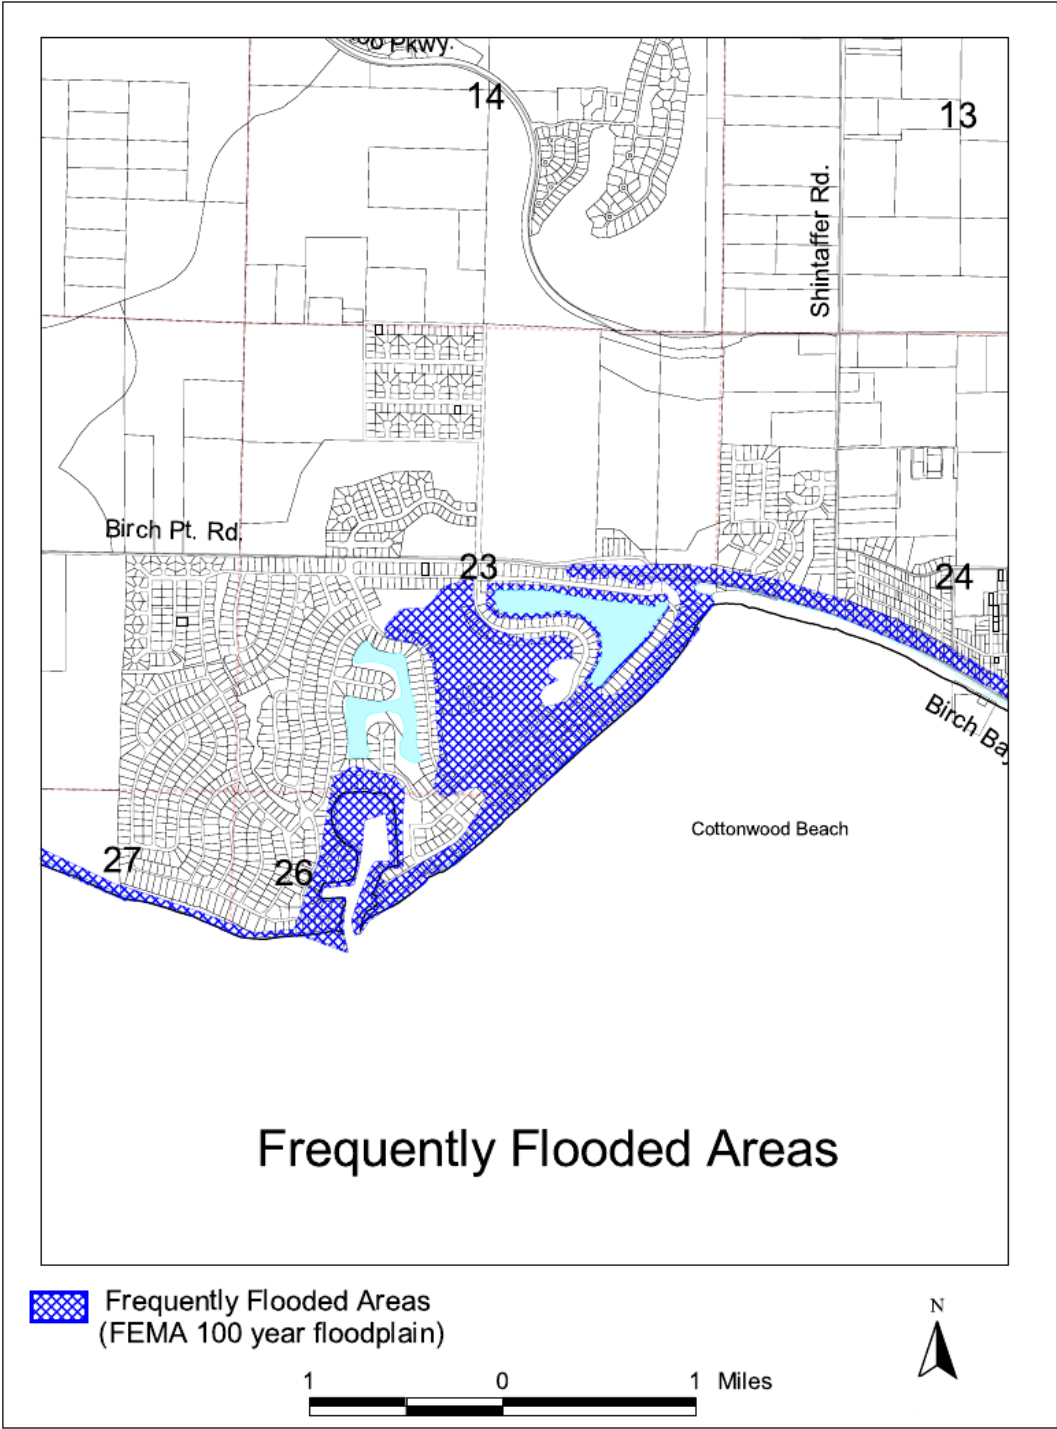 Pkwy.
14
13
Shintaffer Rd.
Birch Pt. Rd.
23
24
Birch Ba
Cottonwood Beach
27
26
Frequently Flooded Areas
Frequently Flooded Areas
(FEMA 100 year floodplain)
N
1 0 1 Miles